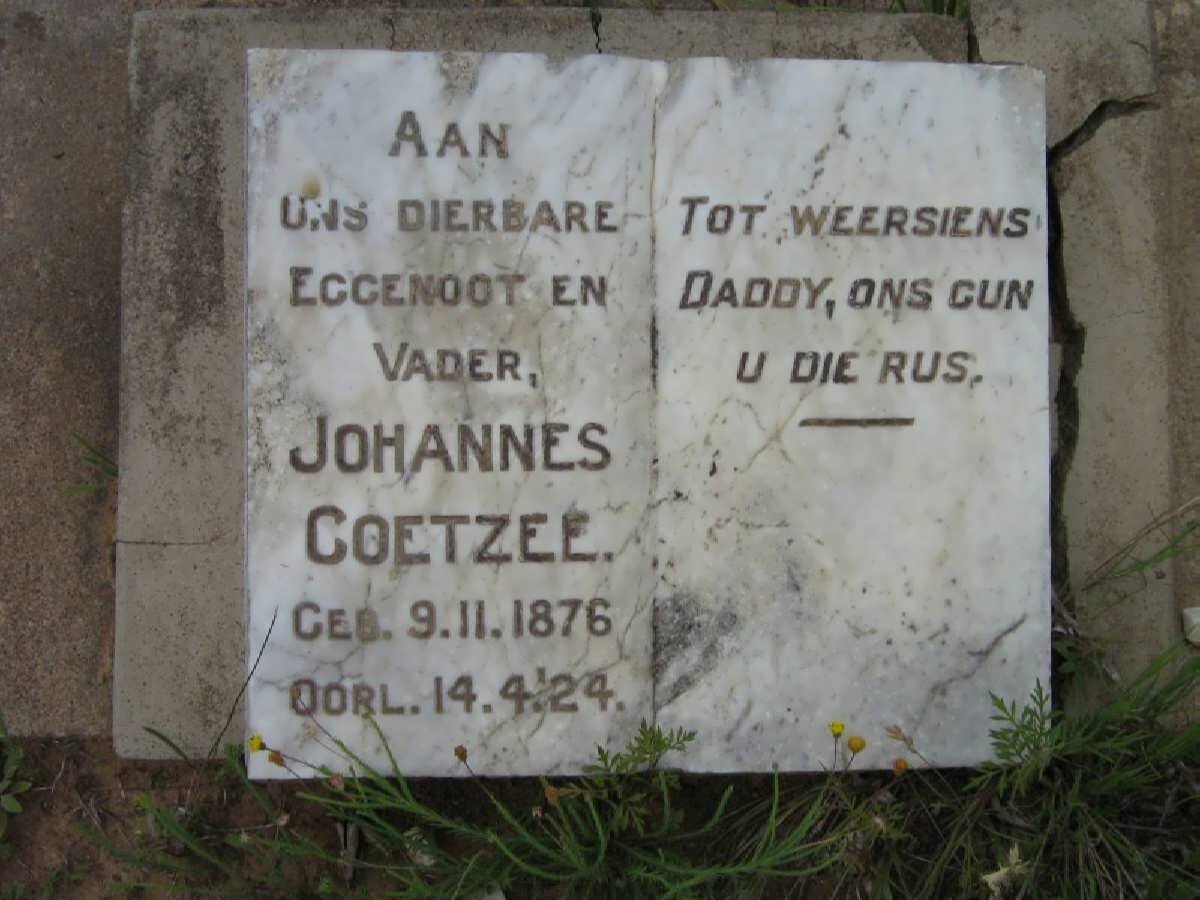 AAN
ONS DIERBARE
EGGENOOT EN
VADER,
JOHANNES
COETZEE.
GEB. 9.11.1876
OORL. 14.4.'24.
TOT WEERSIENS
DADDY, ONS GUN
U DIE RUS.